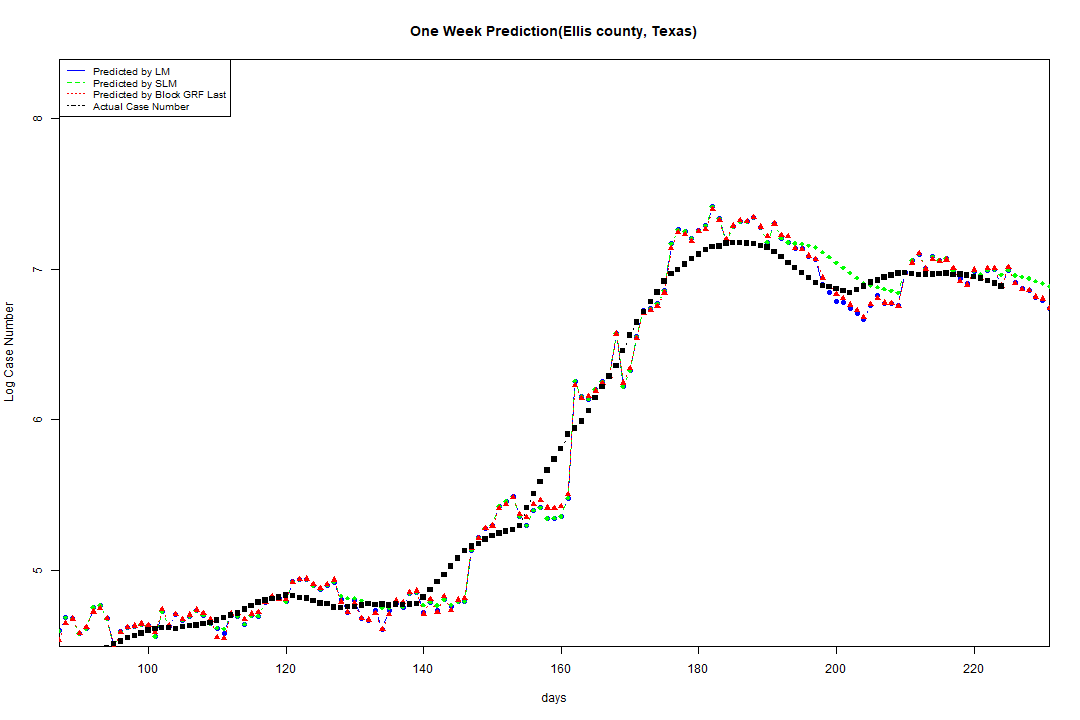 One Week Prediction(Ellis county, Texas)
Predicted by LM
Predicted by SLM
Predicted by Block GRF Last
Actual Case Number
8
7
6
5
Log Case Number
100 120 140 160 180 200 220
days